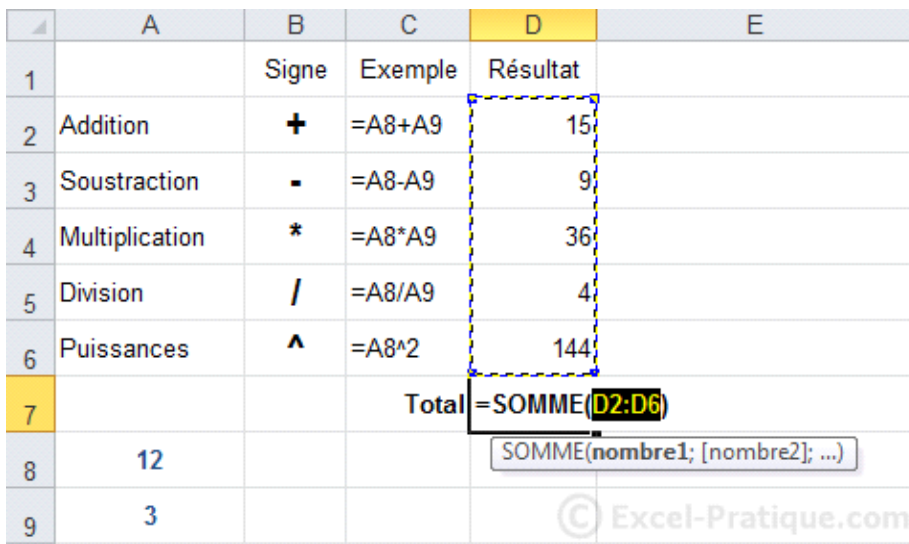 A B C D E
1 Signe Exemple Résultat
2 Addition + =A8+A9 15
3 Soustraction - =A8-A9 9
4 Multiplication * =A8*A9 36
5 Division / =A8/A9 4
6 Puissances ^ =A8^2 144
7 Total =SOMME(D2:D6)
SOMME(nombre1; [nombre2]; ...)
8 12
9 3
© Excel-Pratique.com